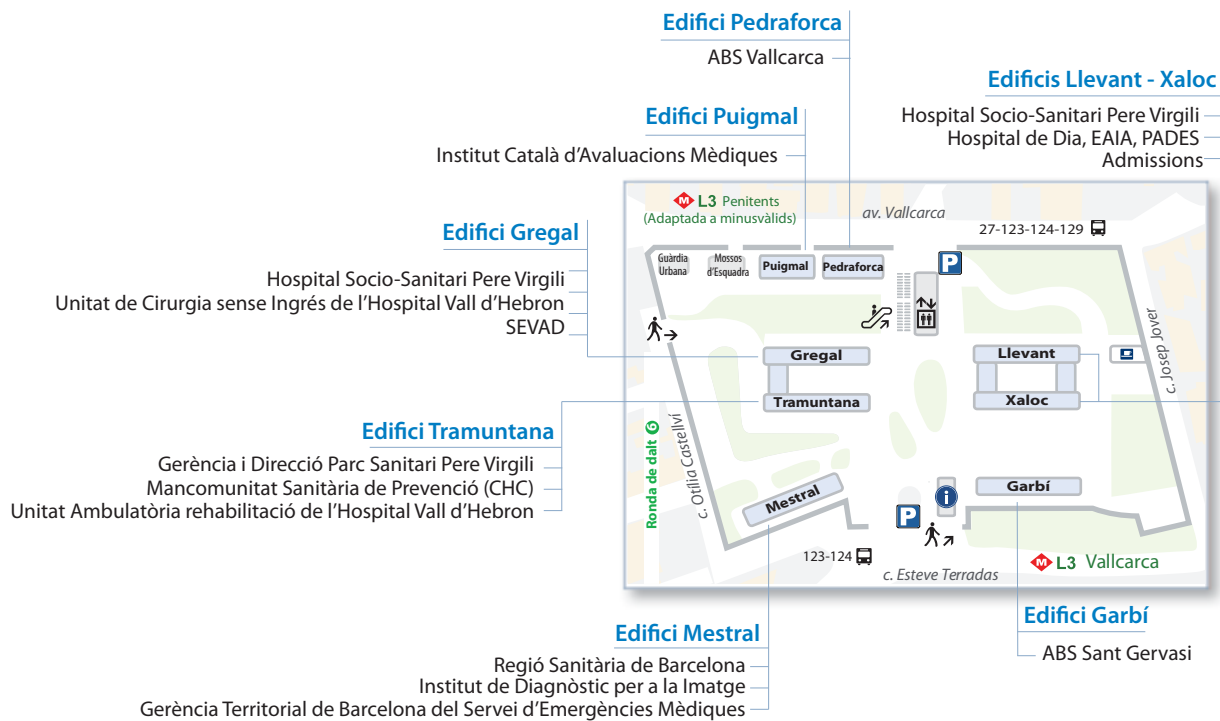 Edifici Pedraforca
ABS Vallcarca
Edificis Llevant - Xaloc
Hospital Socio-Sanitari Pere Virgili
Hospital de Dia, EAIA, PADES
Admissions
Edifici Puigmal
Institut Català d'Avaluacions Mèdiques
M L3 Penitents
(Adaptada a minusvàlids)
av. Vallcarca
27-123-124-129
Edifici Gregal
Hospital Socio-Sanitari Pere Virgili
Unitat de Cirurgia sense Ingrés de l'Hospital Vall d'Hebron
SEVAD
Guàrdia
Urbana
Mossos
d'Esquadra
Puigmal
Pedraforca
P
c. Josep Jover
Gregal
Llevant
Tramuntana
Xaloc
Edifici Tramuntana
Gerència i Direcció Parc Sanitari Pere Virgili
Mancomunitat Sanitària de Prevenció (CHC)
Unitat Ambulatòria rehabilitació de l'Hospital Vall d'Hebron
Ronda de dalt 6
c. Otília Castellví
Mestral
Garbí
i
P
123-124
c. Esteve Terradas
M L3 Vallcarca
Edifici Mestral
Regió Sanitària de Barcelona
Institut de Diagnòstic per a la Imatge
Gerència Territorial de Barcelona del Servei d'Emergències Mèdiques
Edifici Garbí
ABS Sant Gervasi